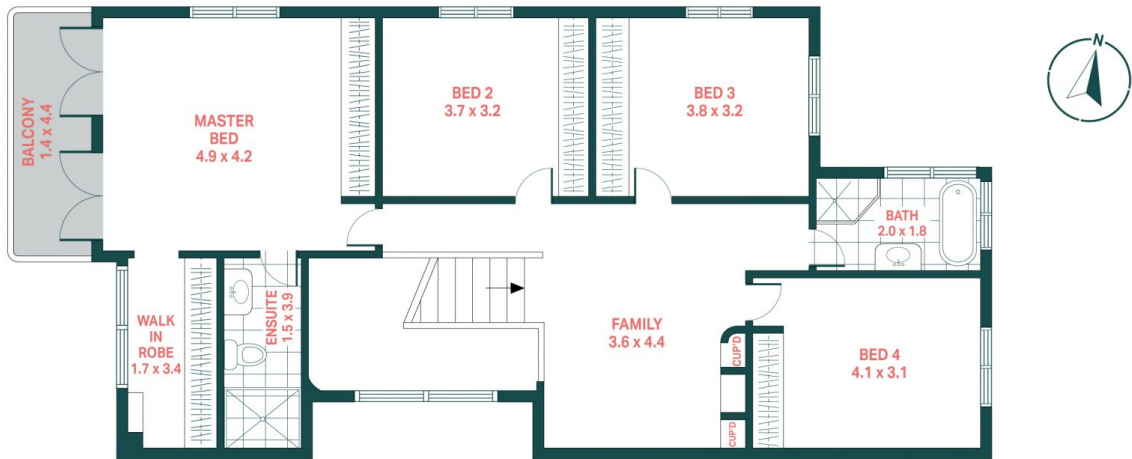 BALCONY
1.4 x 4.4
MASTER
BED
4.9 x 4.2
BED 2
3.7 x 3.2
BED 3
3.8 x 3.2
N
BATH
2.0 x 1.8
WALK
IN
ROBE
1.7 x 3.4
ENSUITE
1.5 x 3.9
FAMILY
3.6 x 4.4
CUP'D
BED 4
4.1 x 3.1
CUP'D